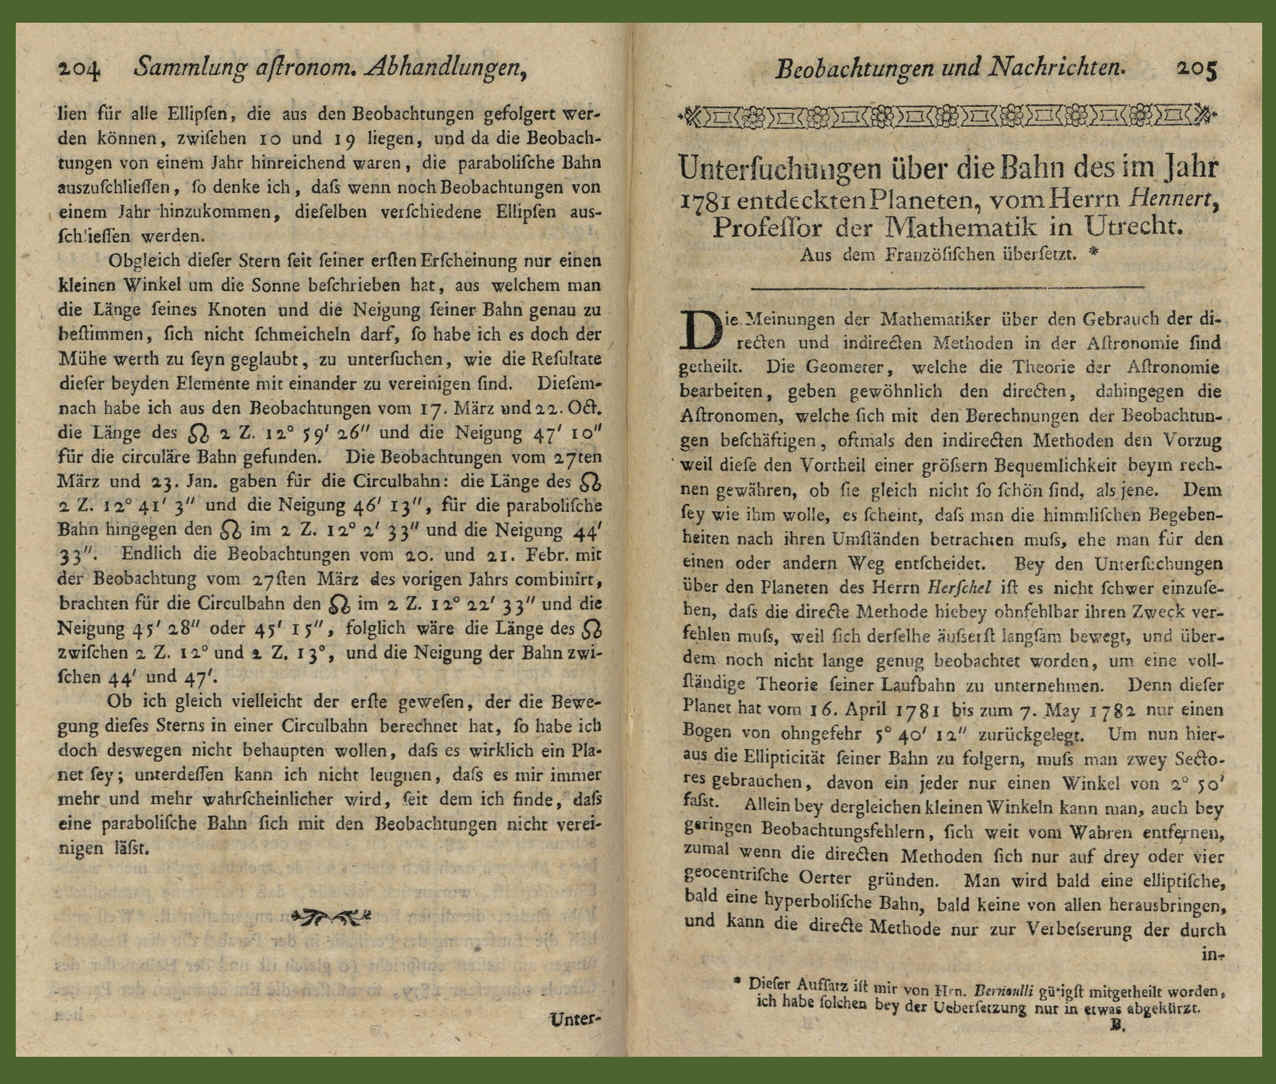 204 Sammlung aſtronom. Abhandlungen,
lien für alle Ellipſen, die aus den Beobachtungen gefolgert wer-
den können, zwiſchen 10 und 19 liegen, und da die Beobach-
tungen von einem Jahr hinreichend waren, die paraboliſche Bahn
auszuſchlieſſen, ſo denke ich, daſs wenn noch Beobachtungen von
einem Jahr hinzukommen, dieſelben verſchiedene Ellipſen aus-
ſchlieſſen werden.
Obgleich dieſer Stern ſeit ſeiner erſten Erſcheinung nur einen
kleinen Winkel um die Sonne beſchrieben hat, aus welchem man
die Länge ſeines Knoten und die Neigung ſeiner Bahn genau zu
beſtimmen, ſich nicht ſchmeicheln darf, ſo habe ich es doch der
Mühe werth zu ſeyn geglaubt, zu unterſuchen, wie die Reſultate
dieſer beyden Elemente mit einander zu vereinigen ſind. Dieſem-
nach habe ich aus den Beobachtungen vom 17. März und 22. Oct.
die Länge des ☊ 2 Z. 12° 59′ 26″ und die Neigung 47′ 10″
für die circuläre Bahn gefunden. Die Beobachtungen vom 27ten
März und 23. Jan. gaben für die Circulbahn: die Länge des ☊
2 Z. 12° 41′ 3″ und die Neigung 46′ 13″, für die paraboliſche
Bahn hingegen den ☊ im 2 Z. 12° 2′ 33″ und die Neigung 44′
33″. Endlich die Beobachtungen vom 20. und 21. Febr. mit
der Beobachtung vom 27ſten März des vorigen Jahrs combinirt,
brachten für die Circulbahn den ☊ im 2 Z. 12° 22′ 33″ und die
Neigung 45′ 28″ oder 45′ 15″, folglich wäre die Länge des ☊
zwiſchen 2 Z. 12° und 2 Z. 13°, und die Neigung der Bahn zwi-
ſchen 44′ und 47′.
Ob ich gleich vielleicht der erſte geweſen, der die Bewe-
gung dieſes Sterns in einer Circulbahn berechnet hat, ſo habe ich
doch deswegen nicht behaupten wollen, daſs es wirklich ein Pla-
net ſey; unterdeſſen kann ich nicht leugnen, daſs es mir immer
mehr und mehr wahrſcheinlicher wird, ſeit dem ich finde, daſs
eine paraboliſche Bahn ſich mit den Beobachtungen nicht verei-
nigen läſst.
Unter-
Beobachtungen und Nachrichten. 205
Unterſuchungen über die Bahn des im Jahr
1781 entdeckten Planeten, vom Herrn Hennert,
Profeſſor der Mathematik in Utrecht.
Aus dem Franzöſiſchen überſetzt. *
Die Meinungen der Mathematiker über den Gebrauch der di-
recten und indirecten Methoden in der Aſtronomie ſind
getheilt. Die Geometer, welche die Theorie der Aſtronomie
bearbeiten, geben gewöhnlich den directen, dahingegen die
Aſtronomen, welche ſich mit den Berechnungen der Beobachtun-
gen beſchäftigen, oftmals den indirecten Methoden den Vorzug
weil dieſe den Vortheil einer gröſsern Bequemlichkeit beym rech-
nen gewähren, ob ſie gleich nicht ſo ſchön ſind, als jene. Dem
ſey wie ihm wolle, es ſcheint, daſs man die himmliſchen Begeben-
heiten nach ihren Umſtänden betrachten muſs, ehe man für den
einen oder andern Weg entſcheidet. Bey den Unterſuchungen
über den Planeten des Herrn Herſchel iſt es nicht ſchwer einzuſe-
hen, daſs die directe Methode hiebey ohnfehlbar ihren Zweck ver-
fehlen muſs, weil ſich derſelbe äuſserſt langſam bewegt, und über-
dem noch nicht lange genug beobachtet worden, um eine voll-
ſtändige Theorie ſeiner Laufbahn zu unternehmen. Denn dieſer
Planet hat vom 16. April 1781 bis zum 7. May 1782 nur einen
Bogen von ohngefehr 5° 40′ 12″ zurückgelegt. Um nun hier-
aus die Ellipticität ſeiner Bahn zu folgern, muſs man zwey Secto-
res gebrauchen, davon ein jeder nur einen Winkel von 2° 50′
faſst. Allein bey dergleichen kleinen Winkeln kann man, auch bey
geringen Beobachtungsfehlern, ſich weit vom Wahren entfernen,
zumal wenn die directen Methoden ſich nur auf drey oder vier
geocentriſche Oerter gründen. Man wird bald eine elliptiſche,
bald eine hyperboliſche Bahn, bald keine von allen herausbringen,
und kann die directe Methode nur zur Verbeſserung der durch
in-
* Dieſer Aufſatz iſt mir von Hrn. Bernoulli gütigſt mitgetheilt worden,
ich habe ſolchen bey der Ueberſetzung nur in etwas abgekürzt.
B.